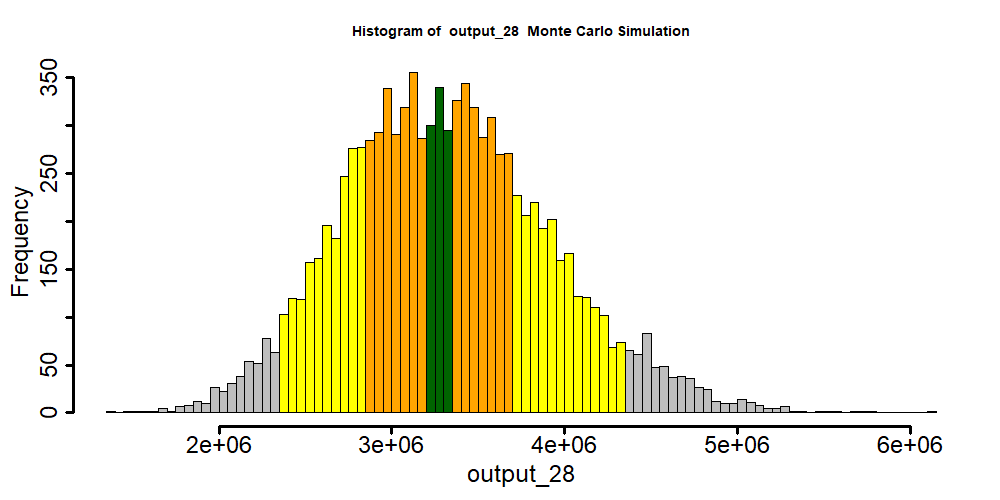 Histogram of output_28 Monte Carlo Simulation
Frequency
350
250
150
50
0
2e+06 3e+06 4e+06 5e+06 6e+06
output_28